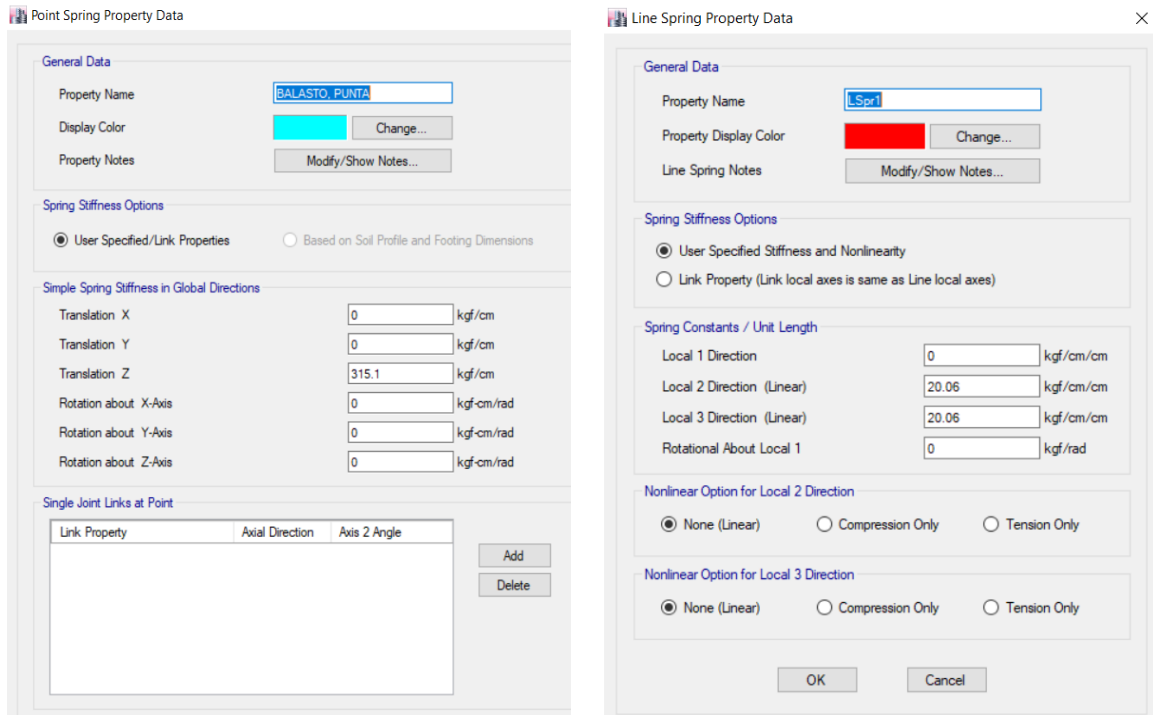 Point Spring Property Data
General Data
Property Name BALASTO, PUNTA
Display Color Change...
Property Notes Modify/Show Notes...
Spring Stiffness Options
User Specified/Link Properties Based on Soil Profile and Footing Dimensions
Simple Spring Stiffness in Global Directions
Translation X 0 kgf/cm
Translation Y 0 kgf/cm
Translation Z 315.1 kgf/cm
Rotation about X-Axis 0 kgf-cm/rad
Rotation about Y-Axis 0 kgf-cm/rad
Rotation about Z-Axis 0 kgf-cm/rad
Single Joint Links at Point
Link Property Axial Direction Axis 2 Angle
Add
Delete
Line Spring Property Data
General Data
Property Name LSpr1
Property Display Color Change...
Line Spring Notes Modify/Show Notes...
Spring Stiffness Options
User Specified Stiffness and Nonlinearity
Link Property (Link local axes is same as Line local axes)
Spring Constants / Unit Length
Local 1 Direction 0 kgf/cm/cm
Local 2 Direction (Linear) 20.06 kgf/cm/cm
Local 3 Direction (Linear) 20.06 kgf/cm/cm
Rotational About Local 1 0 kgf/rad
Nonlinear Option for Local 2 Direction
None (Linear) Compression Only Tension Only
Nonlinear Option for Local 3 Direction
None (Linear) Compression Only Tension Only
OK Cancel